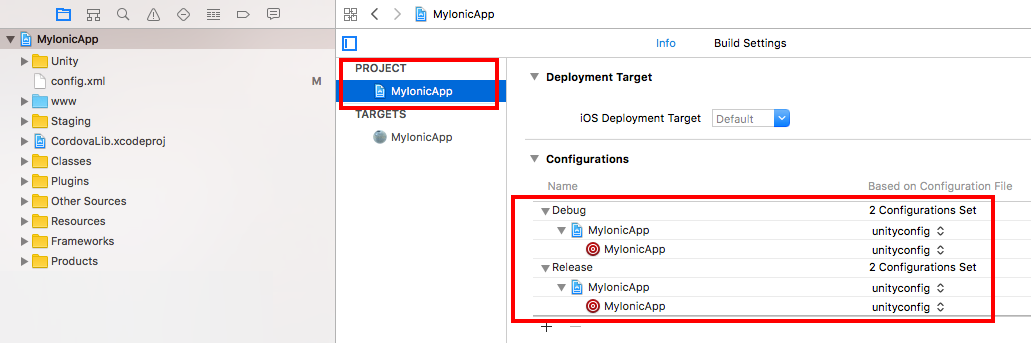 MyIonicApp
MyIonicApp
Unity
config.xml M
www
Staging
CordovaLib.xcodeproj
Classes
Plugins
Other Sources
Resources
Frameworks
Products
Info Build Settings
PROJECT
MyIonicApp
TARGETS
MyIonicApp
Deployment Target
iOS Deployment Target Default
Configurations
Name Based on Configuration File
Debug 2 Configurations Set
MyIonicApp unityconfig
MyIonicApp unityconfig
Release 2 Configurations Set
MyIonicApp unityconfig
MyIonicApp unityconfig